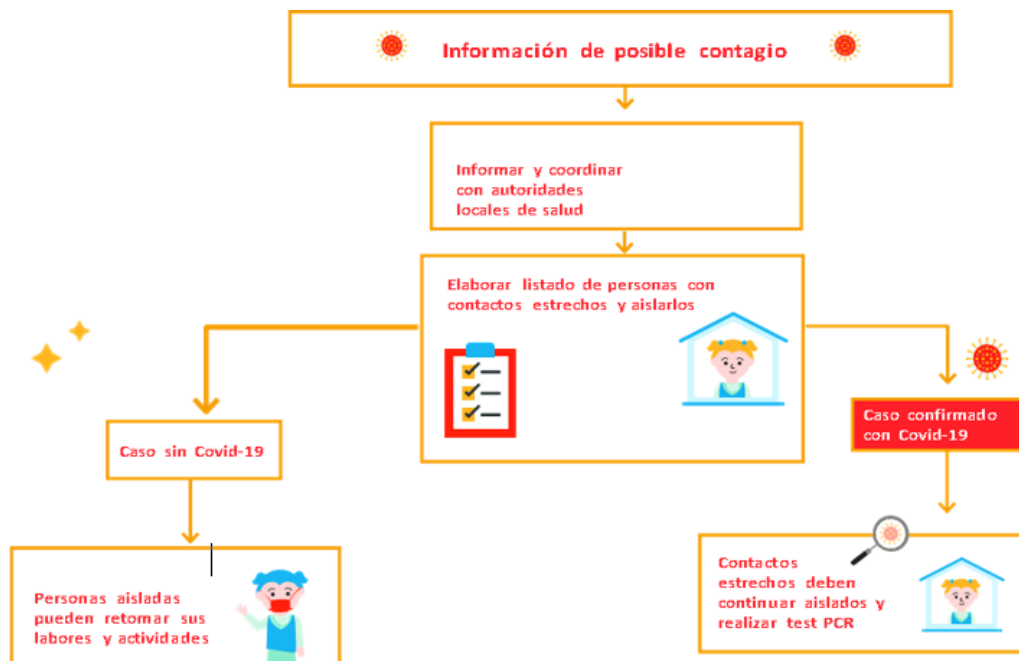 Información de posible contagio
Informar y coordinar
con autoridades
locales de salud
Elaborar listado de personas con
contactos estrechos y aislarlos
Caso sin Covid-19
Caso confirmado
con Covid-19
Personas aisladas
pueden retomar sus
labores y actividades
Contactos
estrechos deben
continuar aislados y
realizar test PCR